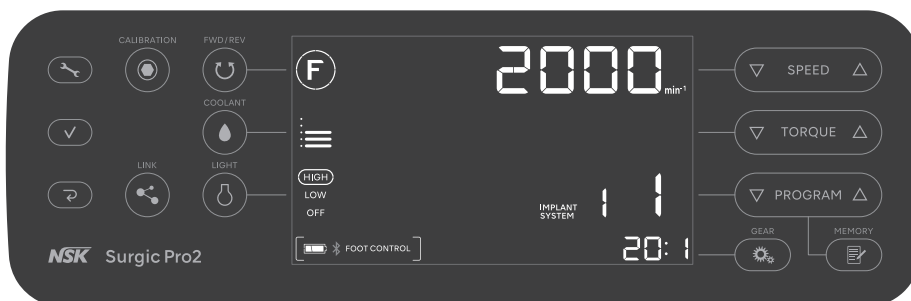 CALIBRATION
FWD/REV
F
2000 min-1
SPEED
COOLANT
TORQUE
LINK
LIGHT
HIGH
LOW
OFF
IMPLANT
SYSTEM
1 1
PROGRAM
GEAR
MEMORY
NSK Surgic Pro2
FOOT CONTROL
20:1